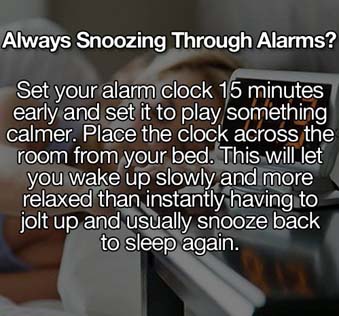 Always Snoozing Through Alarms?
Set your alarm clock 15 minutes
early and set it to play something
calmer. Place the clock across the
room from your bed. This will let
you wake up slowly and more
relaxed than instantly having to
jolt up and usually snooze back
to sleep again.